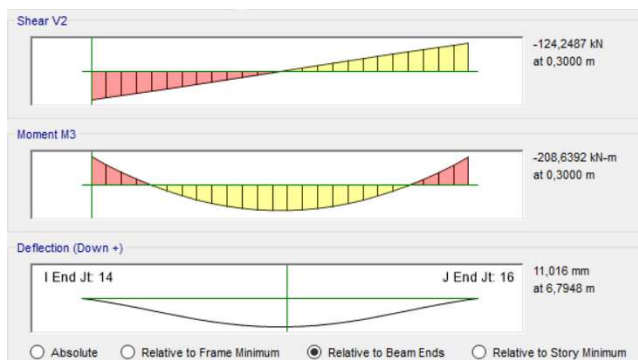 Shear V2
-124,2487 kN
at 0,3000 m
Moment M3
-208,6392 kN-m
at 0,3000 m
Deflection (Down +)
I End Jt: 14
J End Jt: 16
11,016 mm
at 6,7948 m
Absolute Relative to Frame Minimum Relative to Beam Ends Relative to Story Minimum